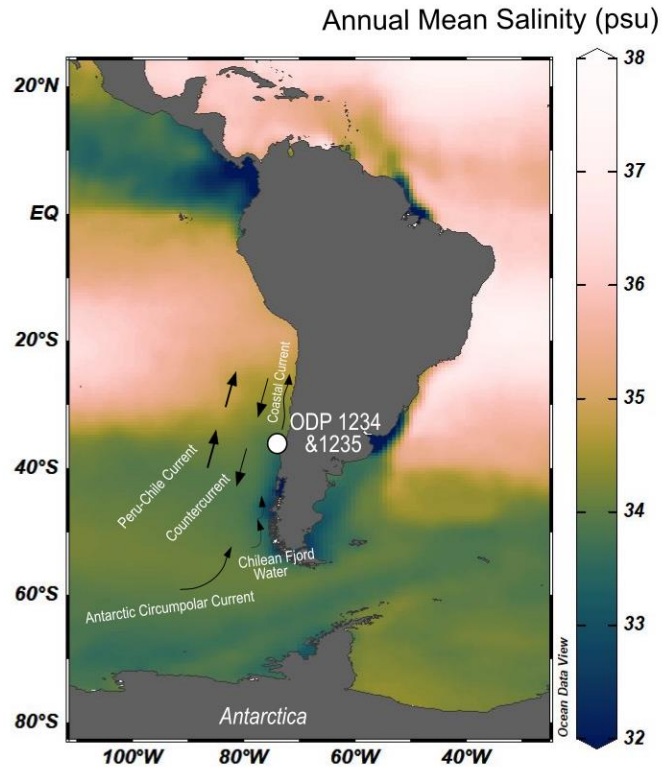 Annual Mean Salinity (psu)
20°N
EQ
20°S
40°S
60°S
80°S
100°W
80°W
60°W
40°W
38
37
36
35
34
33
32
Coastal Current
ODP 1234
&1235
Peru-Chile Current
Countercurrent
Chilean Fjord
Water
Antarctic Circumpolar Current
Antarctica
Ocean Data View